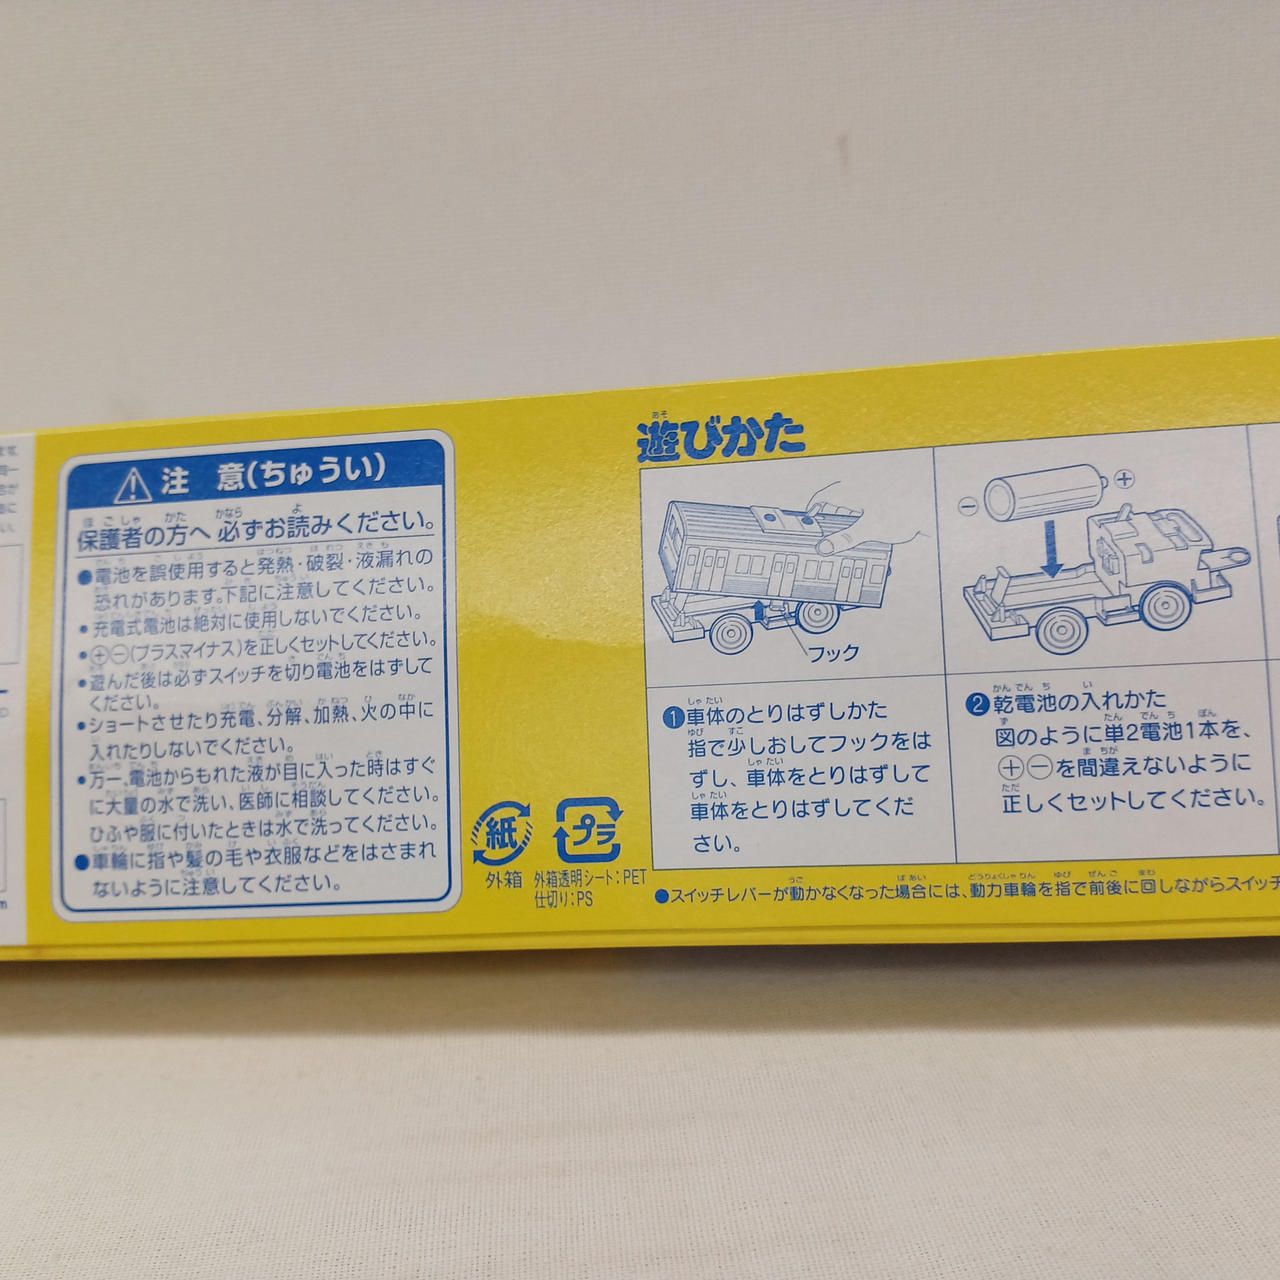 ⚠注 意(ちゅうい)
保護者の方へ 必ずお読みください。
●電池を誤使用すると発熱・破裂・液漏れの
恐れがあります。下記に注意してください。
・充電式電池は絶対に使用しないでください。
・⊕⊖(プラスマイナス)を正しくセットしてください。
・遊んだ後は必ずスイッチを切り電池をはずして
ください。
・ショートさせたり充電、分解、加熱、火の中に
入れたりしないでください。
・万一、電池からもれた液が目に入った時はすぐ
に大量の水で洗い、医師に相談してください。
ひふや服に付いたときは水で洗ってください。
●車輪に指や髪の毛や衣服などをはさまれ
ないように注意してください。
紙
外箱
プラ
外箱透明シート:PET
仕切り:PS
遊びかた
フック
❶車体のとりはずしかた
指で少しおしてフックをは
ずし、車体をとりはずして
車体をとりはずしてくだ
さい。
⊖ ⊕
❷乾電池の入れかた
図のように単2電池1本を、
⊕⊖を間違えないように
正しくセットしてください。
●スイッチレバーが動かなくなった場合には、動力車輪を指で前後に回しながらスイッチ